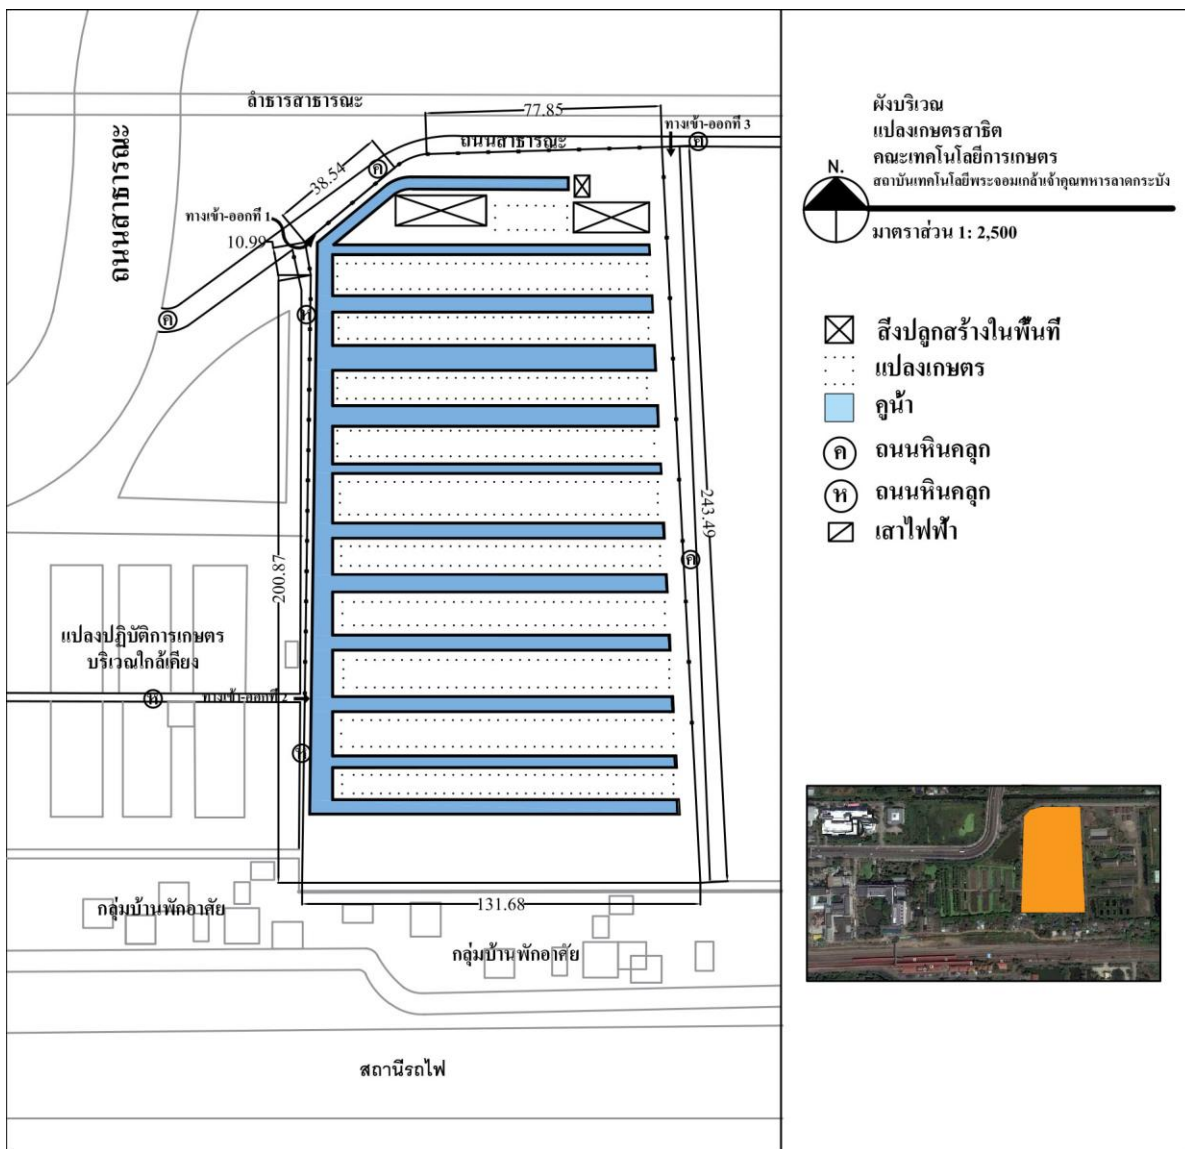 ลำธารสาธารณะ
77.85
ทางเข้า-ออกที่ 3
ถนนสาธารณะ
ค
ค
38.54
ถนนสาธารณะ
ทางเข้า-ออกที่ 1
10.99
ค
ห
243.49
ค
200.87
แปลงปฏิบัติการเกษตร
บริเวณใกล้เคียง
ทางเข้า-ออกที่ 2
ห
ห
131.68
กลุ่มบ้านพักอาศัย
กลุ่มบ้านพักอาศัย
สถานีรถไฟ
ผังบริเวณ
แปลงเกษตรสาธิต
คณะเทคโนโลยีการเกษตร
สถาบันเทคโนโลยีพระจอมเกล้าเจ้าคุณทหารลาดกระบัง
N.
มาตราส่วน 1: 2,500
สิ่งปลูกสร้างในพื้นที่
แปลงเกษตร
คูน้ำ
ค ถนนหินคลุก
ห ถนนหินคลุก
เสาไฟฟ้า